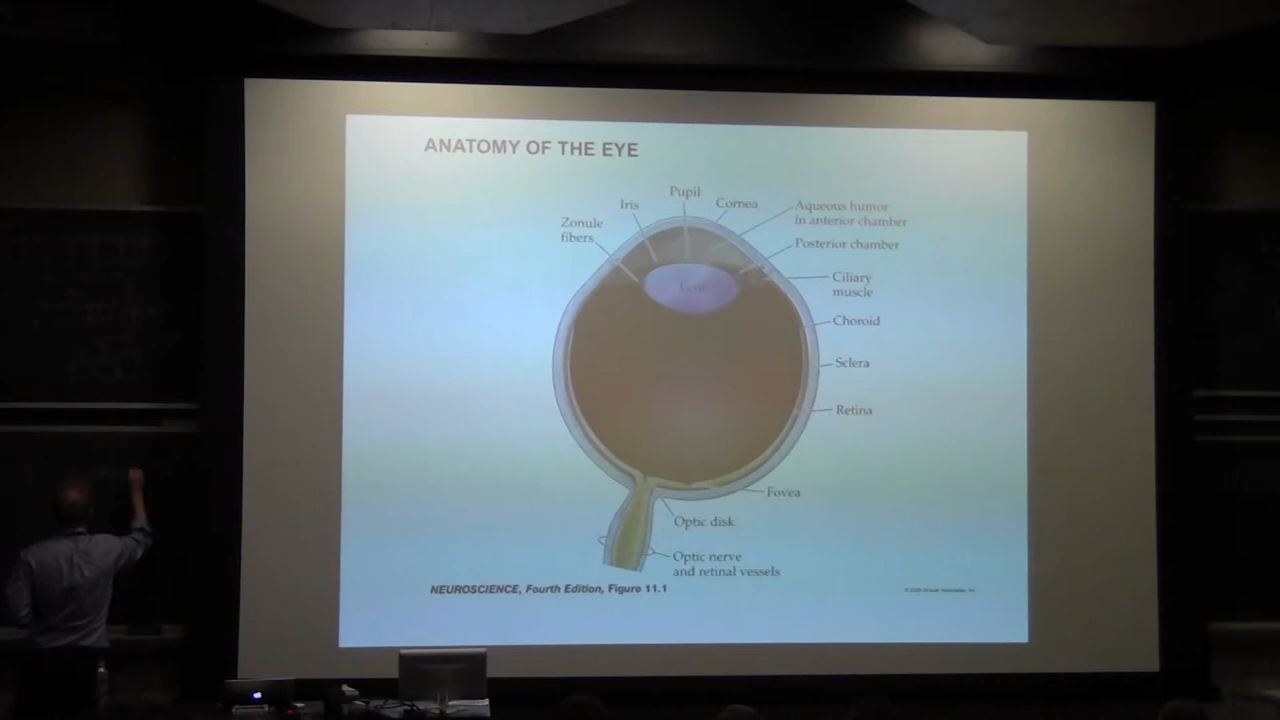 ANATOMY OF THE EYE
Pupil
Iris
Cornea
Zonule
fibers
Aqueous humor
in anterior chamber
Posterior chamber
Lens
Ciliary
muscle
Choroid
Sclera
Retina
Fovea
Optic disk
Optic nerve
and retinal vessels
NEUROSCIENCE, Fourth Edition, Figure 11.1